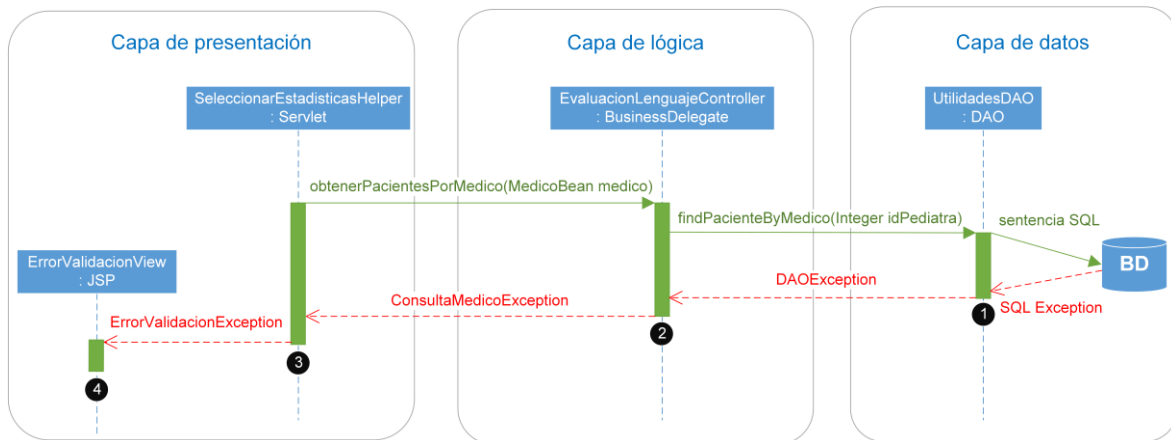 Capa de presentación
Capa de lógica
Capa de datos
SeleccionarEstadisticasHelper
: Servlet
EvaluacionLenguajeController
: BusinessDelegate
UtilidadesDAO
: DAO
obtenerPacientesPorMedico(MedicoBean medico)
findPacienteByMedico(Integer idPediatra)
sentencia SQL
ErrorValidacionView
: JSP
BD
DAOException
SQL Exception
ConsultaMedicoException
ErrorValidacionException
1
2
3
4